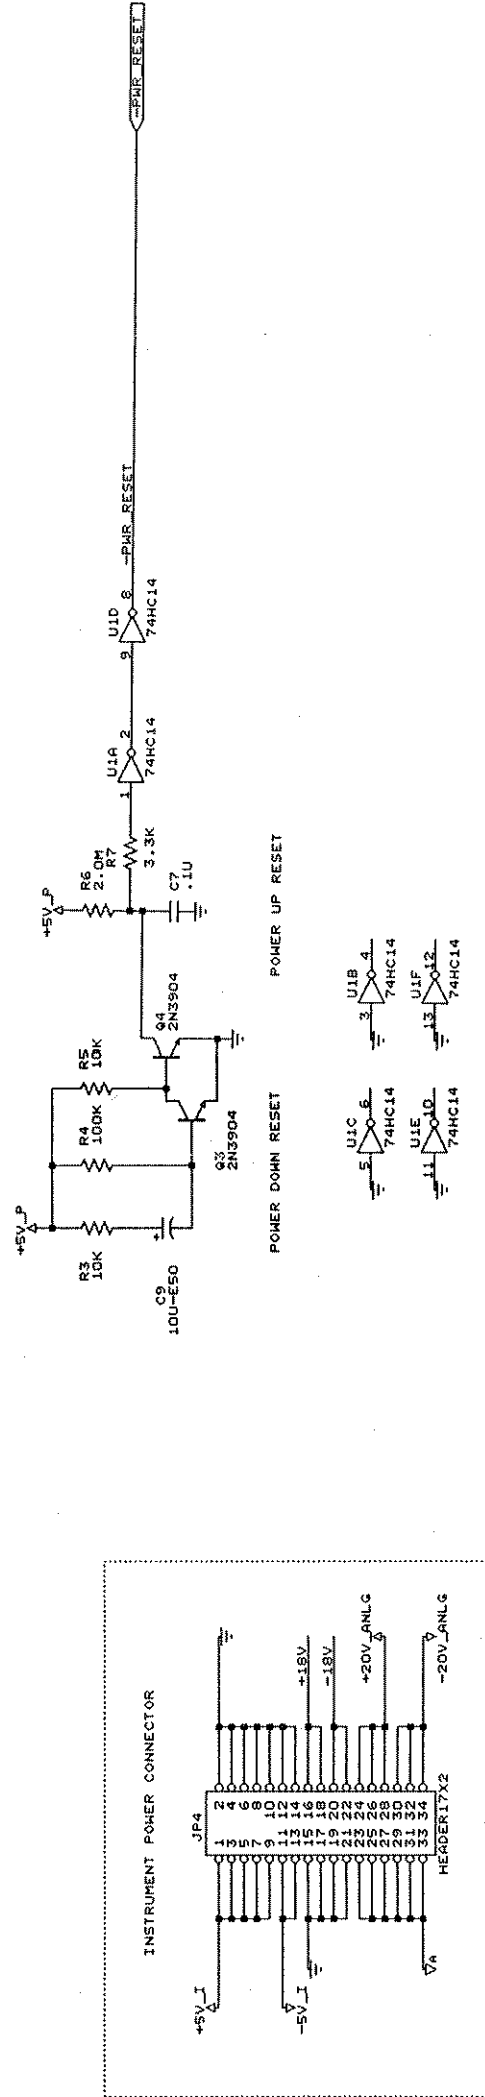 -PWR_RESET
-PWR_RESET
U1D
9 8
74HC14
U1A
1 2
74HC14
+5V_P
R6
2.0M
R7
3.3K
C7
.1U
+5V_P
R3
10K
R4
100K
R5
10K
C9
10U-E50
+
Q3
2N3904
Q4
2N3904
POWER DOWN RESET
POWER UP RESET
U1C
5 6
74HC14
U1B
3 4
74HC14
U1E
11 10
74HC14
U1F
13 12
74HC14
INSTRUMENT POWER CONNECTOR
JP4
1 2
3 4
5 6
7 8
9 10
11 12
13 14
15 16
17 18
19 20
21 22
23 24
25 26
27 28
29 30
31 32
33 34
HEADER17X2
+5V_I
-5V_I
A
+18V
-18V
+20V_ANLG
-20V_ANLG